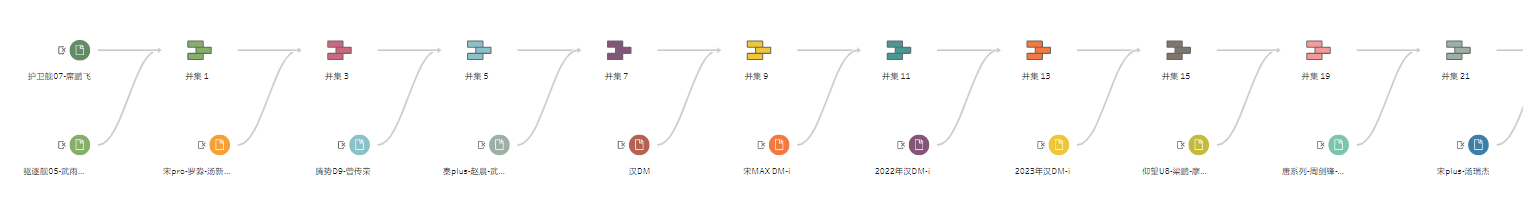 护卫舰07-席鹏飞
并集 1
并集 3
并集 5
并集 7
并集 9
并集 11
并集 13
并集 15
并集 19
并集 21
驱逐舰05-武雨...
宋pro-罗淼-汤新...
腾势D9-曾传荣
秦plus-赵晨-武...
汉DM
宋MAX DM-i
2022年汉DM-i
2023年汉DM-i
仰望U8-梁鹏-廖...
唐系列-周剑锋-...
宋plus-汤瑞杰